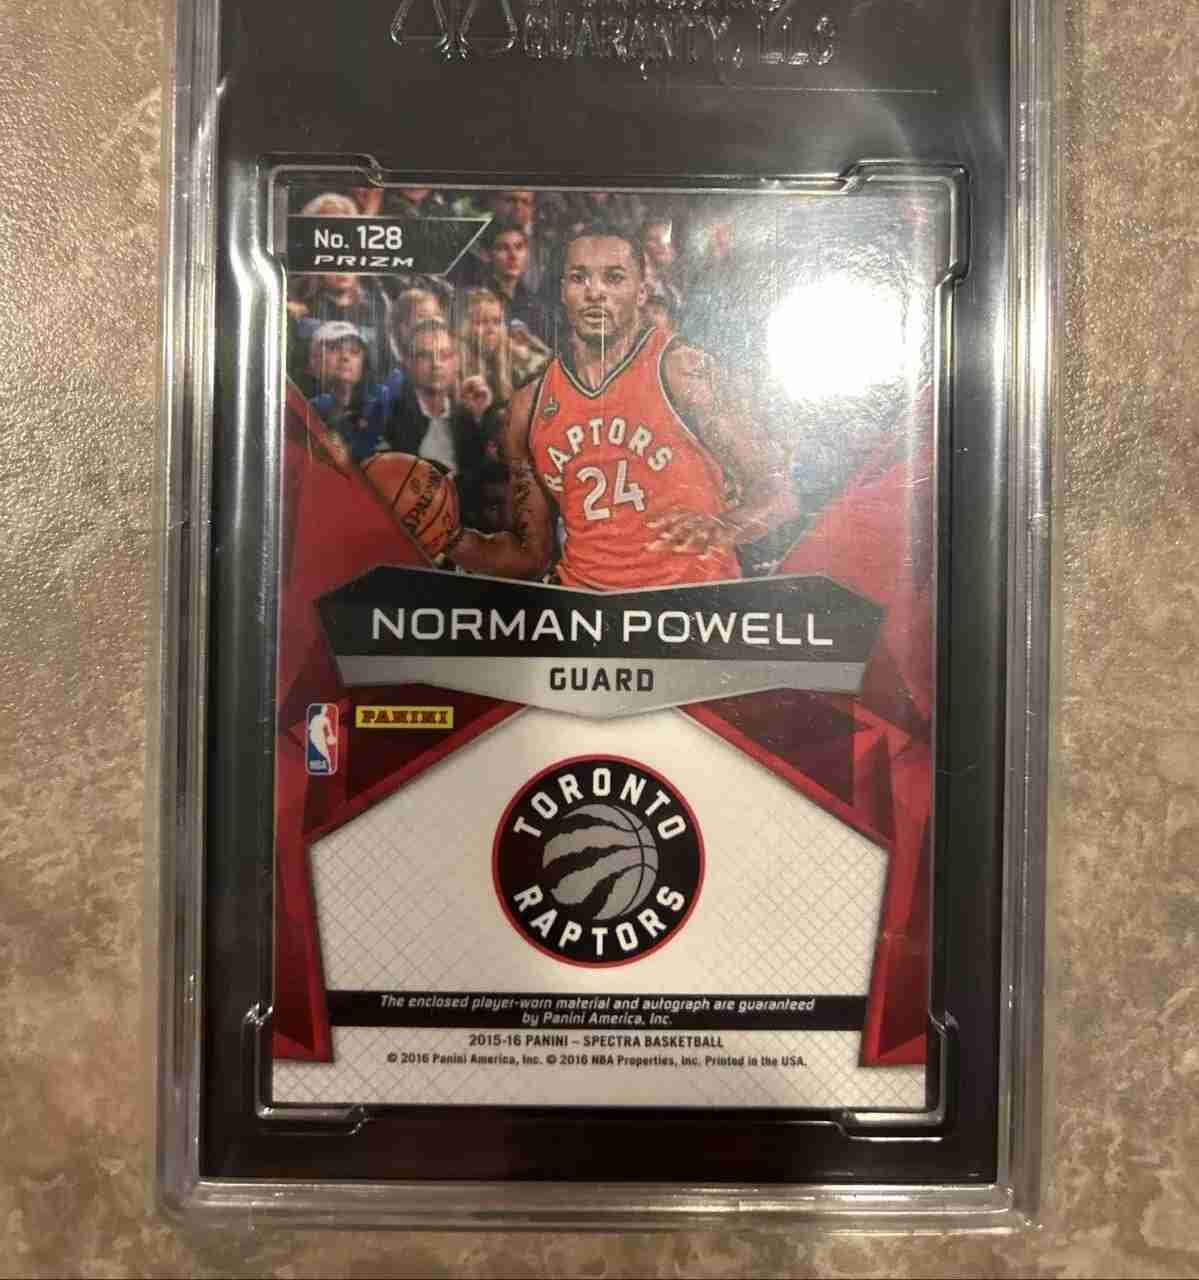 GUARANTY, LLC
No. 128
PRIZM
RAPTORS
24
SPALDING
NORMAN POWELL
GUARD
NBA
PANINI
TORONTO
RAPTORS
The enclosed player-worn material and autograph are guaranteed
by Panini America, Inc.
2015-16 PANINI – SPECTRA BASKETBALL
© 2016 Panini America, Inc. © 2016 NBA Properties, Inc. Printed in the USA.